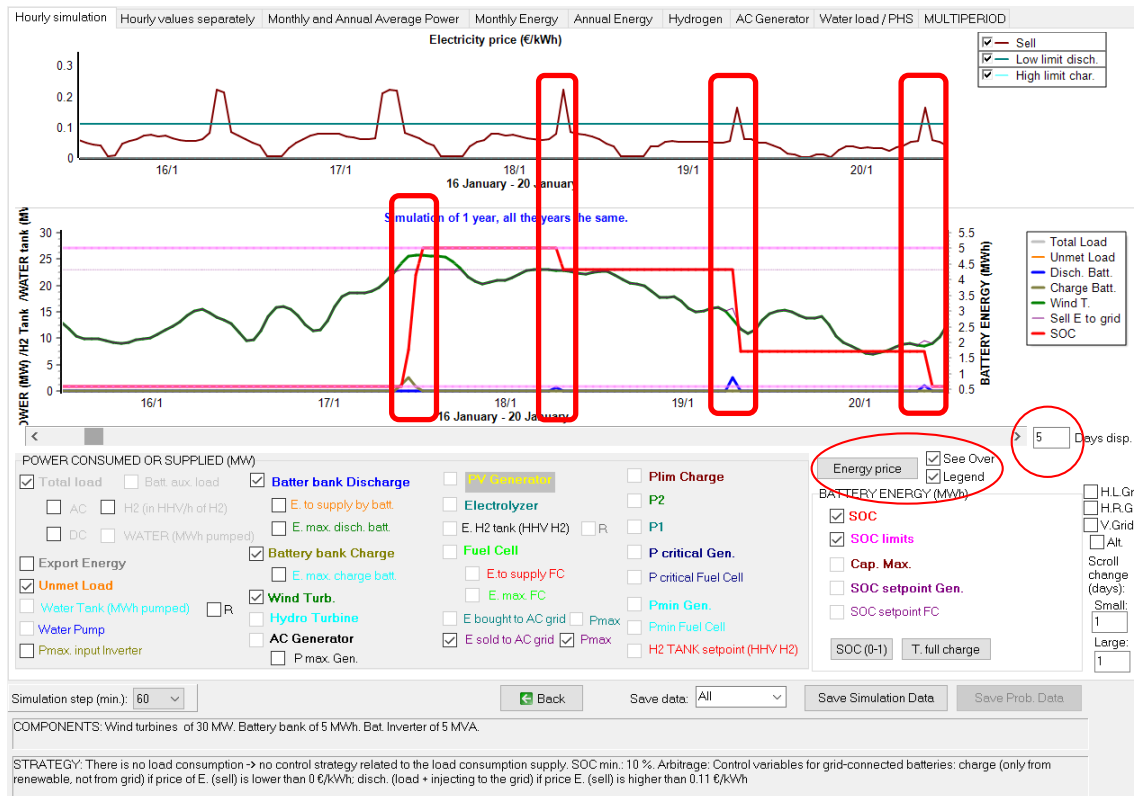 Hourly simulation Hourly values separately Monthly and Annual Average Power Monthly Energy Annual Energy Hydrogen AC Generator Water load / PHS MULTIPERIOD
Electricity price (€/kWh)
Sell
Low limit disch.
High limit char.
0.3
0.2
0.1
0
16/1 17/1 18/1 19/1 20/1
16 January - 20 January
Simulation of 1 year, all the years the same.
OWER (MW) /H2 Tank /WATER tank (MW
30
25
20
15
10
5
0
5.5
5
4.5
4
3.5
3
2.5
2
1.5
1
0.5
BATTERY ENERGY (MWh)
Total Load
Unmet Load
Disch. Batt.
Charge Batt.
Wind T.
Sell E to grid
SOC
16/1 17/1 18/1 19/1 20/1
16 January - 20 January
5 Days disp.
POWER CONSUMED OR SUPPLIED (MW)
Total load Batt. aux. load
AC H2 (in HHV/h of H2)
DC WATER (MWh pumped)
Export Energy
Unmet Load
Water Tank (MWh pumped) R
Water Pump
Pmax. input Inverter
Batter bank Discharge
E. to supply by batt.
E. max. disch. batt.
Battery bank Charge
E. max. charge batt.
Wind Turb.
Hydro Turbine
AC Generator
P max. Gen.
PV Generator
Electrolyzer
E. H2 tank (HHV H2) R
Fuel Cell
E.to supply FC
E. max. FC
E bought to AC grid Pmax
E sold to AC grid Pmax
Plim Charge
P2
P1
P critical Gen.
P critical Fuel Cell
Pmin Gen.
Pmin Fuel Cell
H2 TANK setpoint (HHV H2)
Energy price
See Over
Legend
BATTERY ENERGY (MWh)
SOC
SOC limits
Cap. Max.
SOC setpoint Gen.
SOC setpoint FC
SOC (0-1) T. full charge
H.L.Gr
H.R.G
V.Grid
Alt.
Scroll
change
(days):
Small:
1
Large:
1
Simulation step (min.): 60 Back Save data: All Save Simulation Data Save Prob. Data
COMPONENTS: Wind turbines of 30 MW. Battery bank of 5 MWh. Bat. Inverter of 5 MVA.
STRATEGY: There is no load consumption -> no control strategy related to the load consumption supply. SOC min.: 10 %. Arbitrage: Control variables for grid-connected batteries: charge (only from
renewable, not from grid) if price of E. (sell) is lower than 0 €/kWh; disch. (load + injecting to the grid) if price E. (sell) is higher than 0.11 €/kWh